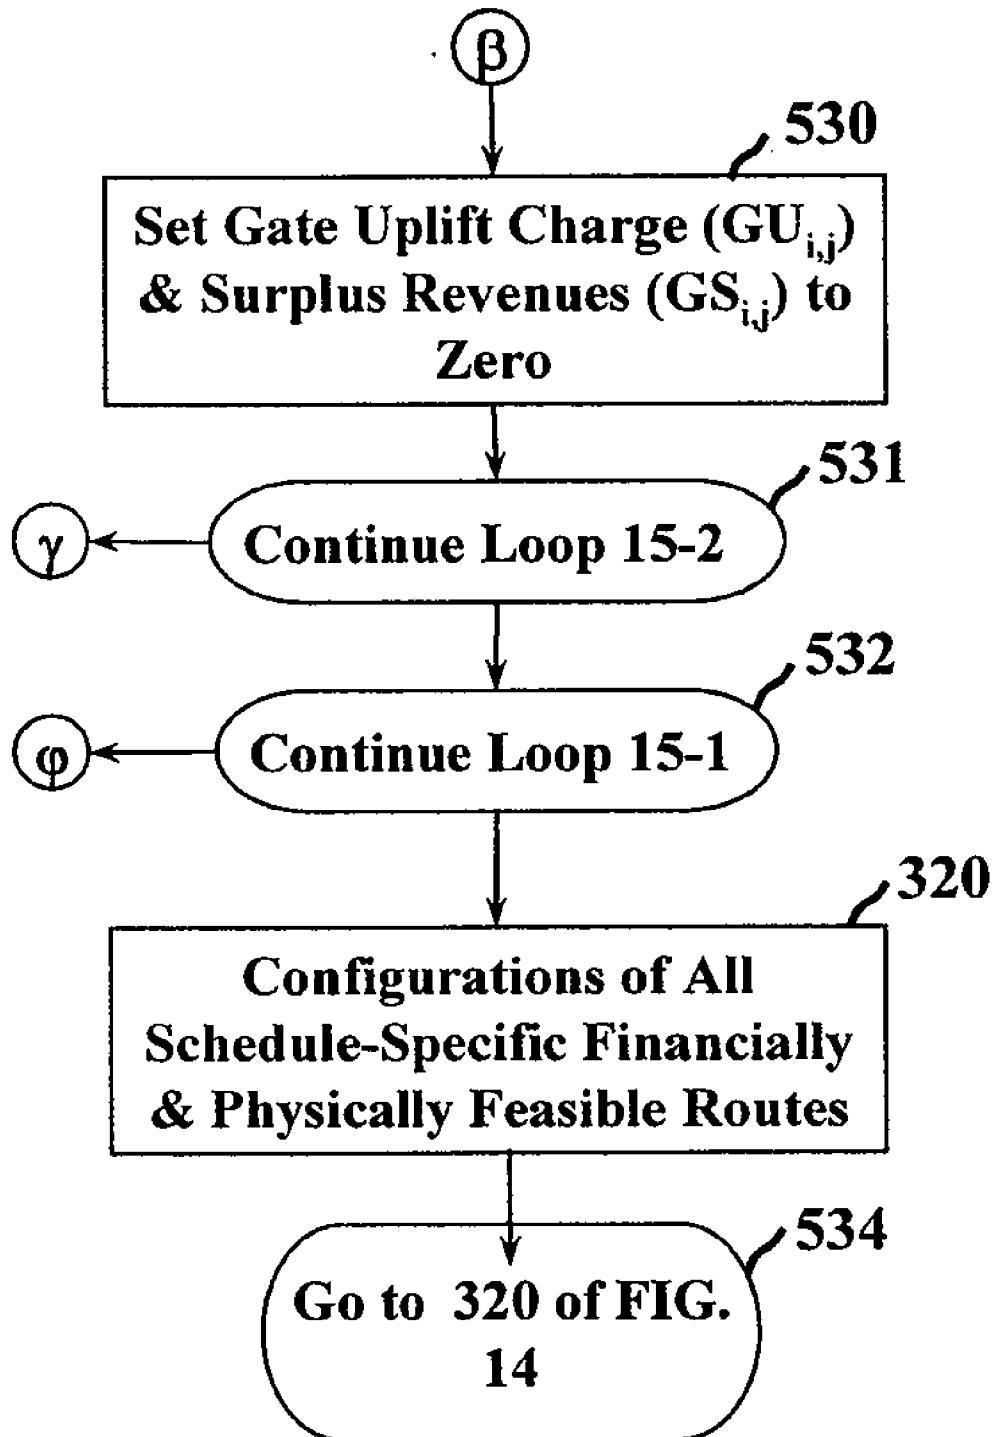 β
530
Set Gate Uplift Charge (GUi,j)
& Surplus Revenues (GSi,j) to
Zero
531
γ
Continue Loop 15-2
532
φ
Continue Loop 15-1
320
Configurations of All
Schedule-Specific Financially
& Physically Feasible Routes
534
Go to 320 of FIG.
14